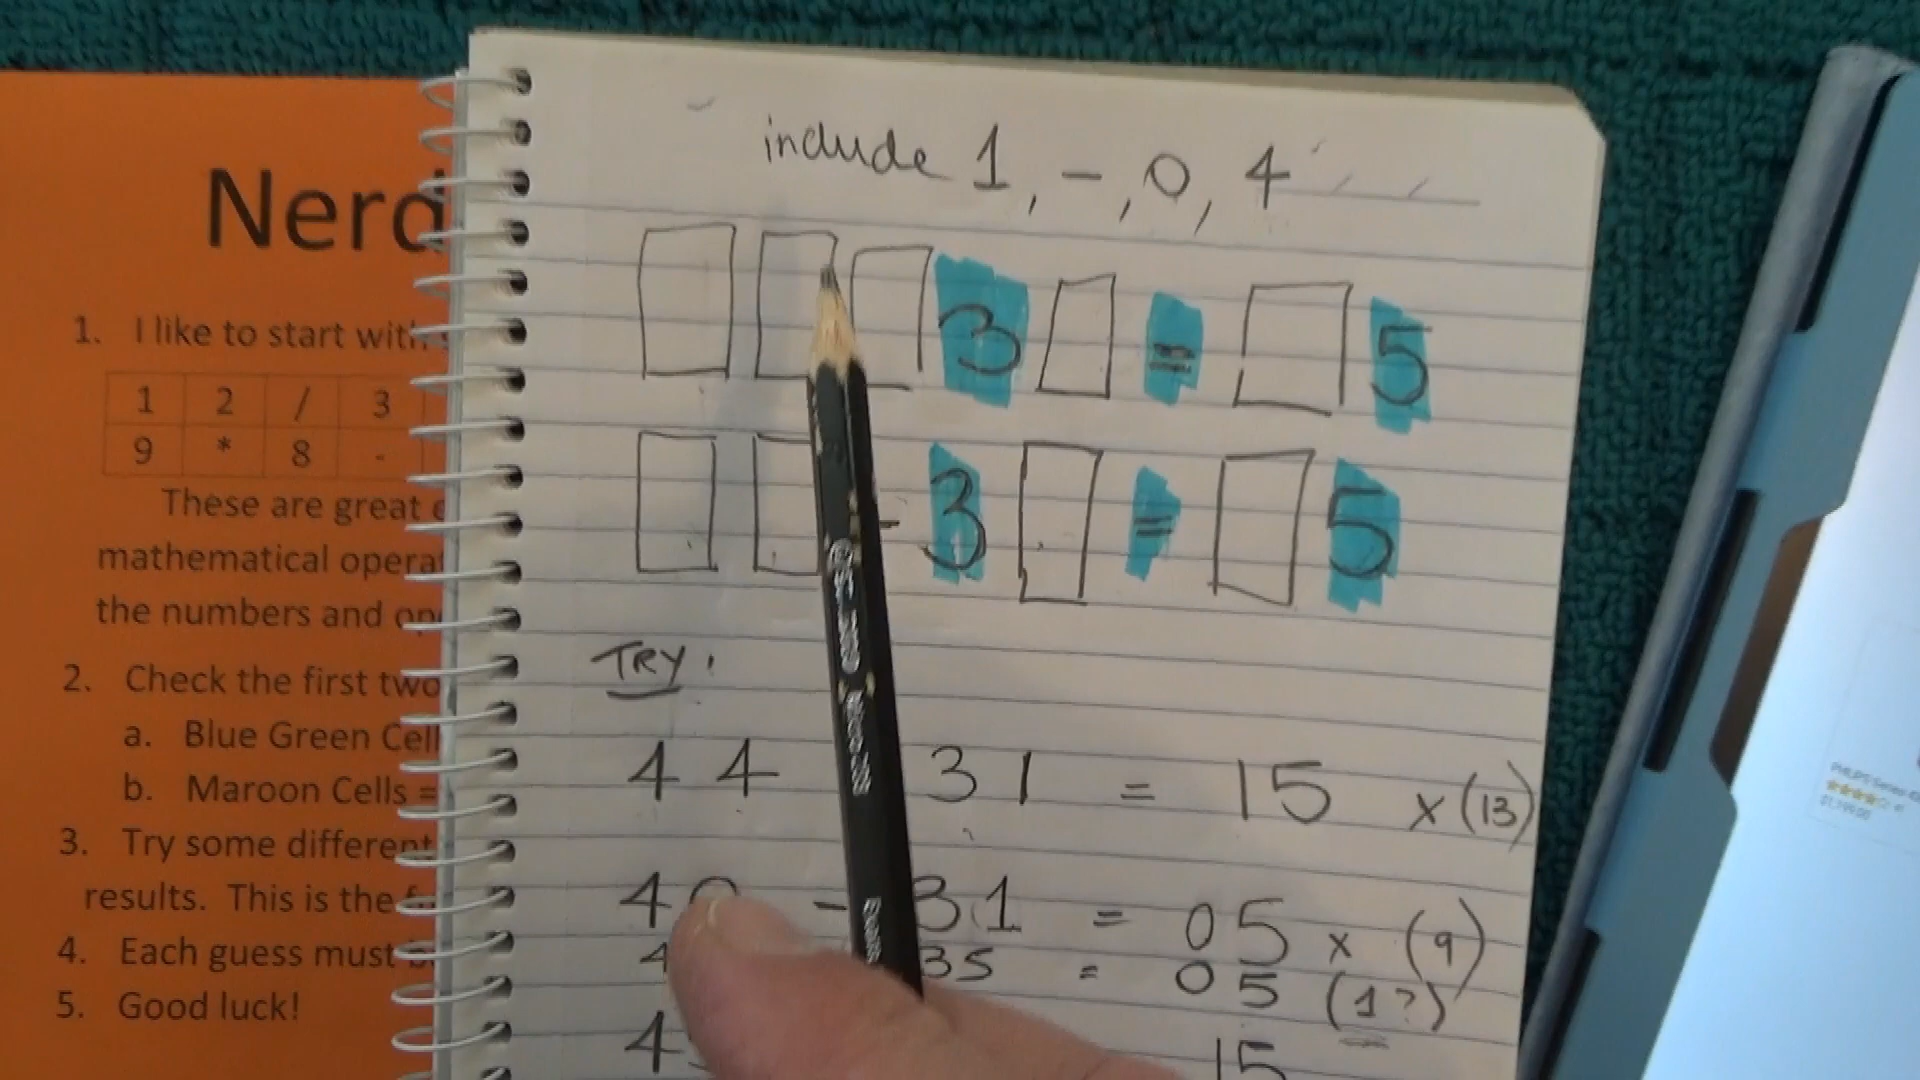 Nerd
1. I like to start with
1 2 / 3
9 * 8 -
These are great
mathematical
the numbers and
2. Check the first two
a. Blue Green Cell
b. Maroon Cells =
3. Try some different
results. This is the
4. Each guess must
5. Good luck!
include 1, -, 0, 4
3 = 5
- 3 = 5
TRY:
44 31 = 15 x (13)
40 - 31 = 05 x (9)
4 35 = 05 (1?)
4 15